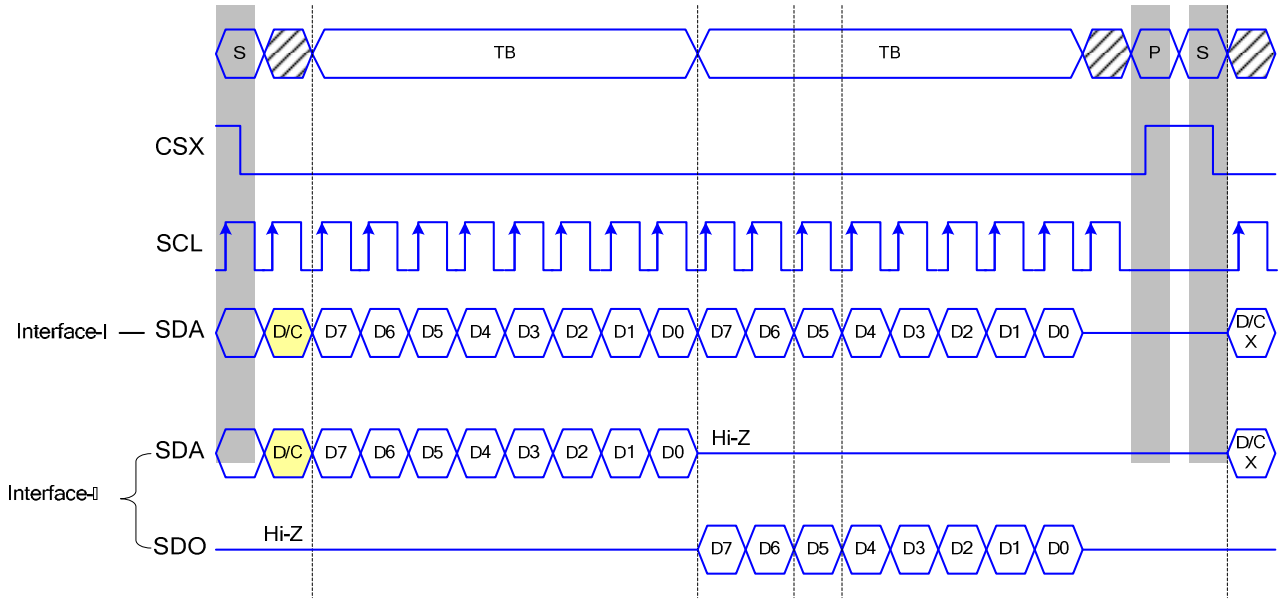 S TB TB P S
CSX
SCL
Interface-I SDA D/C D7 D6 D5 D4 D3 D2 D1 D0 D7 D6 D5 D4 D3 D2 D1 D0 D/C
X
SDA D/C D7 D6 D5 D4 D3 D2 D1 D0 Hi-Z D/C
X
Interface-▯
SDO Hi-Z D7 D6 D5 D4 D3 D2 D1 D0